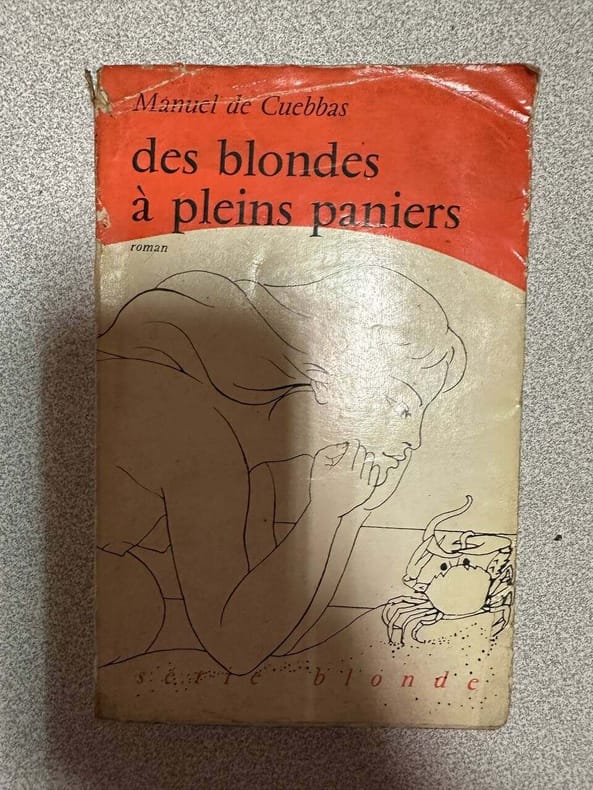 Manuel de Cuebbas
des blondes
à pleins paniers
roman
série blonde